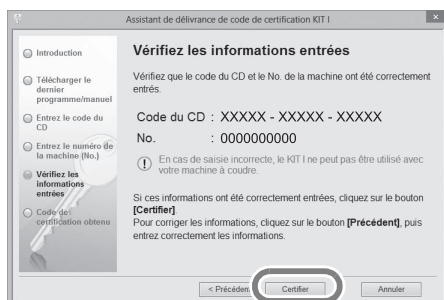 Assistant de délivrance de code de certification KIT I
Introduction
Télécharger le
dernier
programme/manuel
Entrez le code du
CD
Entrez le numéro de
la machine (No.)
Vérifiez les
informations
entrées
Code de
certification obtenu
Vérifiez les informations entrées
Vérifiez que le code du CD et le No. de la machine ont été correctement
entrés.
Code du CD : XXXXX - XXXXX - XXXXX
No. : 0000000000
En cas de saisie incorrecte, le KIT I ne peut pas être utilisé avec
votre machine à coudre.
Si ces informations ont été correctement entrées, cliquez sur le bouton
[Certifier].
Pour corriger les informations, cliquez sur le bouton [Précédent], puis
entrez correctement les informations.
< Précédent Certifier Annuler